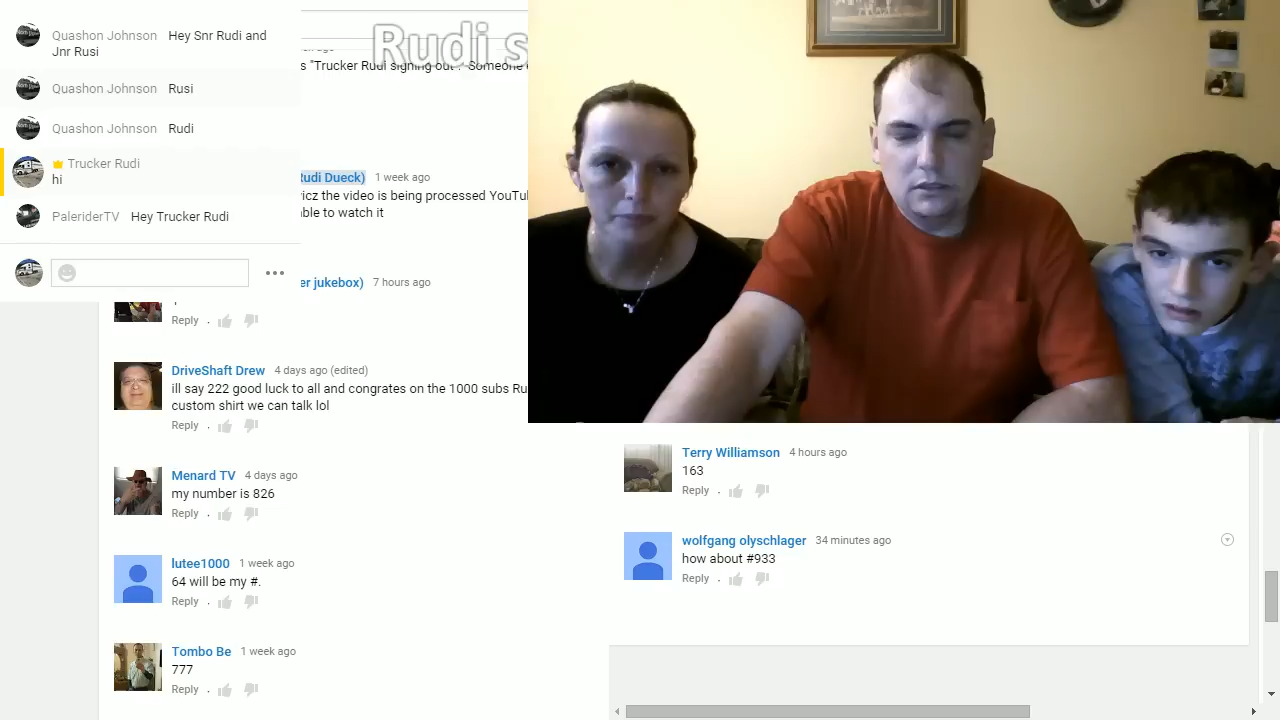 Quashon Johnson Hey Snr Rudi and
Jnr Rusi
Quashon Johnson Rusi
Quashon Johnson Rudi
Trucker Rudi
hi
PaleriderTV Hey Trucker Rudi
Rudi s
ago
s "Trucker Rudi signing out". Someone
Rudi Dueck) 1 week ago
icz the video is being processed YouTu
ble to watch it
er jukebox) 7 hours ago
Reply
DriveShaft Drew 4 days ago (edited)
ill say 222 good luck to all and congrates on the 1000 subs Ru
custom shirt we can talk lol
Reply
Menard TV 4 days ago
my number is 826
Reply
lutee1000 1 week ago
64 will be my #.
Reply
Tombo Be 1 week ago
777
Reply
Terry Williamson 4 hours ago
163
Reply
wolfgang olyschlager 34 minutes ago
how about #933
Reply